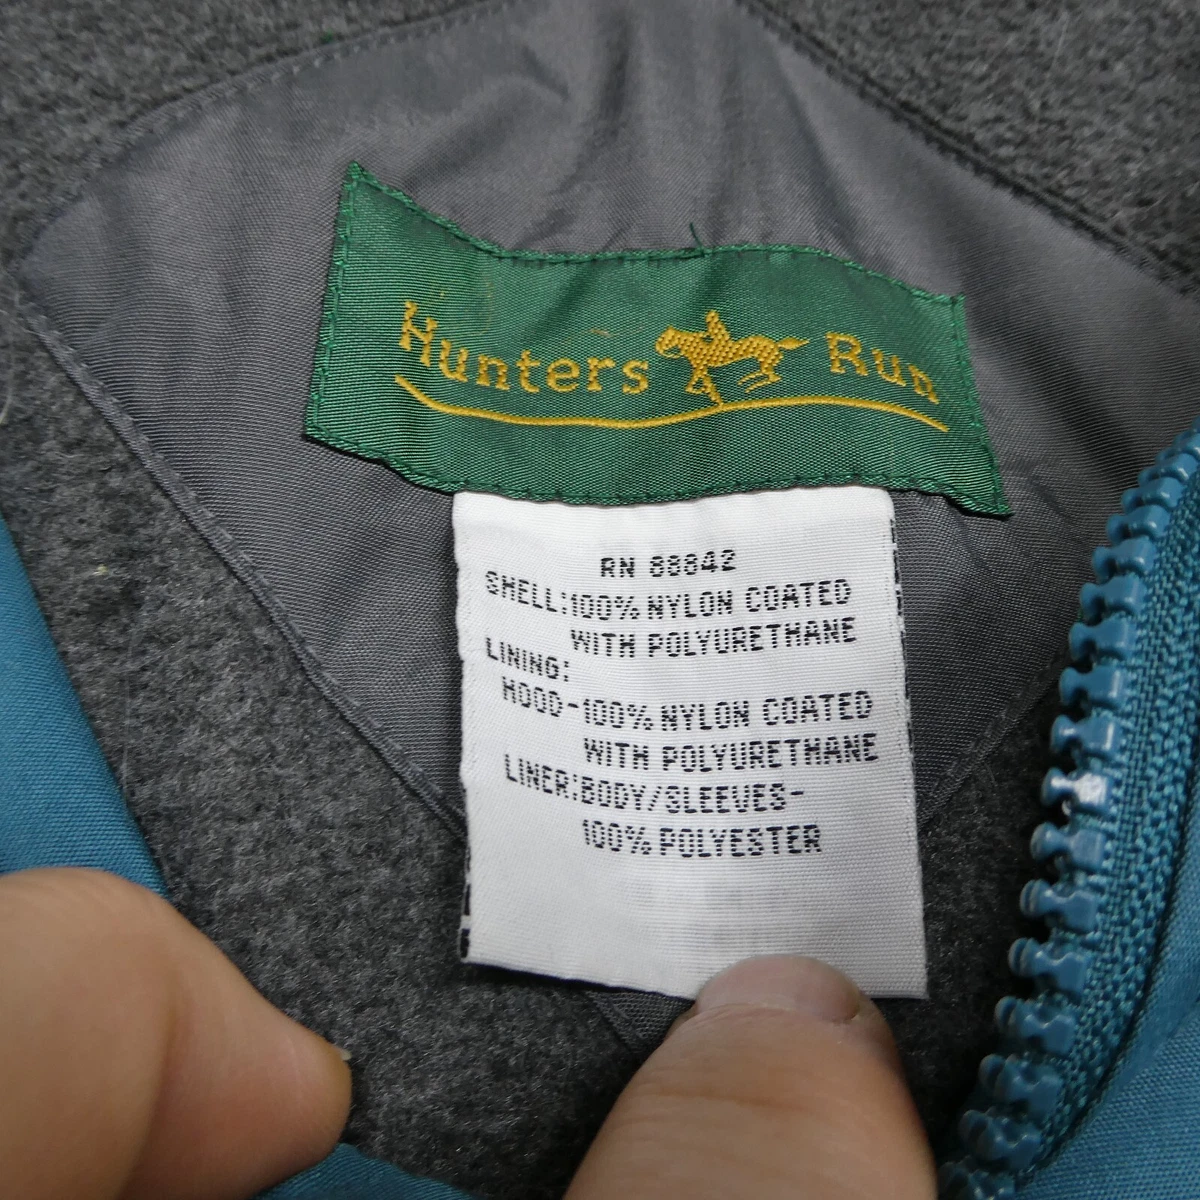 Hunters Run
RN 88842
SHELL:100% NYLON COATED
WITH POLYURETHANE
LINING:
HOOD-100% NYLON COATED
WITH POLYURETHANE
LINER:BODY/SLEEVES-
100% POLYESTER